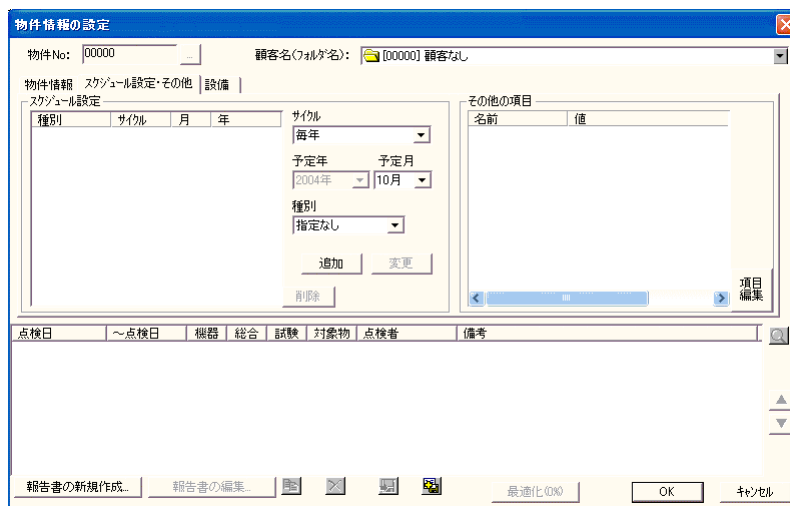 物件情報の設定
物件No: 00000 ... 顧客名(フォルダ名): [00000] 顧客なし
物件情報 スケジュール設定・その他 設備
スケジュール設定 その他の項目
種別 サイクル 月 年 サイクル 名前 値
毎年
予定年 予定月
2004年 10月
種別
指定なし
追加 変更
削除 項目
編集
点検日 ～点検日 機器 総合 試験 対象物 点検者 備考
報告書の新規作成... 報告書の編集... 最適化(0%) OK キャンセル